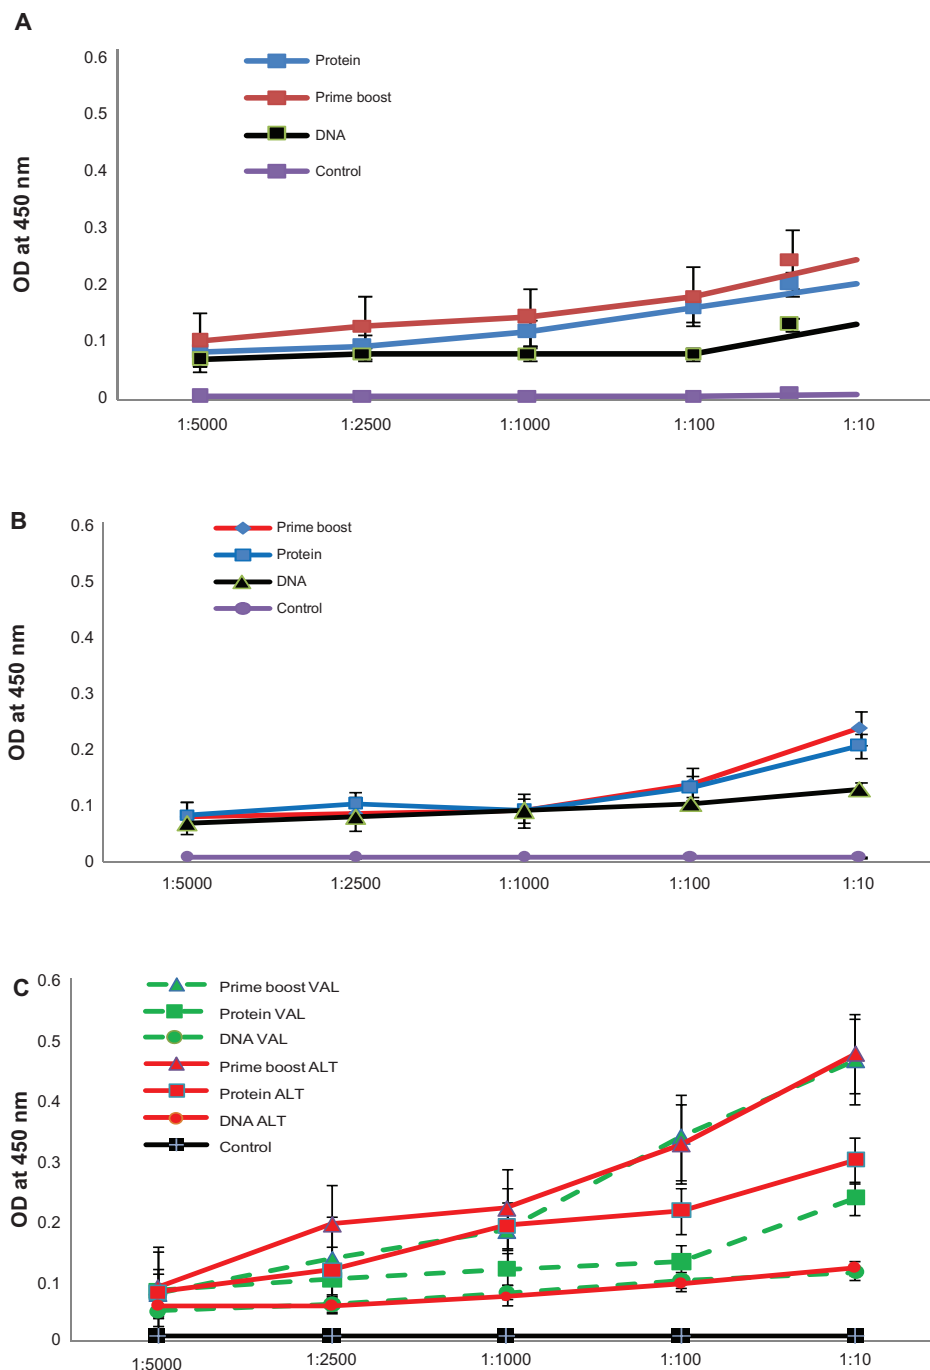 A
0.6
0.5
0.4
0.3
0.2
0.1
0
OD at 450 nm
Protein
Prime boost
DNA
Control
1:5000 1:2500 1:1000 1:100 1:10
B
0.6
0.5
0.4
0.3
0.2
0.1
0
OD at 450 nm
Prime boost
Protein
DNA
Control
1:5000 1:2500 1:1000 1:100 1:10
C
0.6
0.5
0.4
0.3
0.2
0.1
0
OD at 450 nm
Prime boost VAL
Protein VAL
DNA VAL
Prime boost ALT
Protein ALT
DNA ALT
Control
1:5000 1:2500 1:1000 1:100 1:10